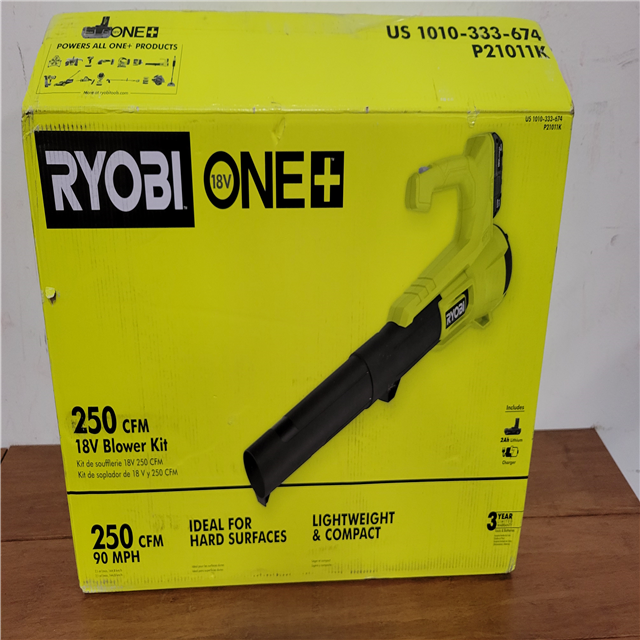 ONE+
POWERS ALL ONE+ PRODUCTS
US 1010-333-674
P21011K
US 1010-333-674
P21011K
RYOBI 18V ONE+
RYOBI
250 CFM
18V Blower Kit
Kit de soufflerie 18V 250 CFM
Kit de soplador de 18 V y 250 CFM
Includes
2Ah Lithium
Charger
250 CFM
90 MPH
IDEAL FOR
HARD SURFACES
LIGHTWEIGHT
& COMPACT
3 YEAR